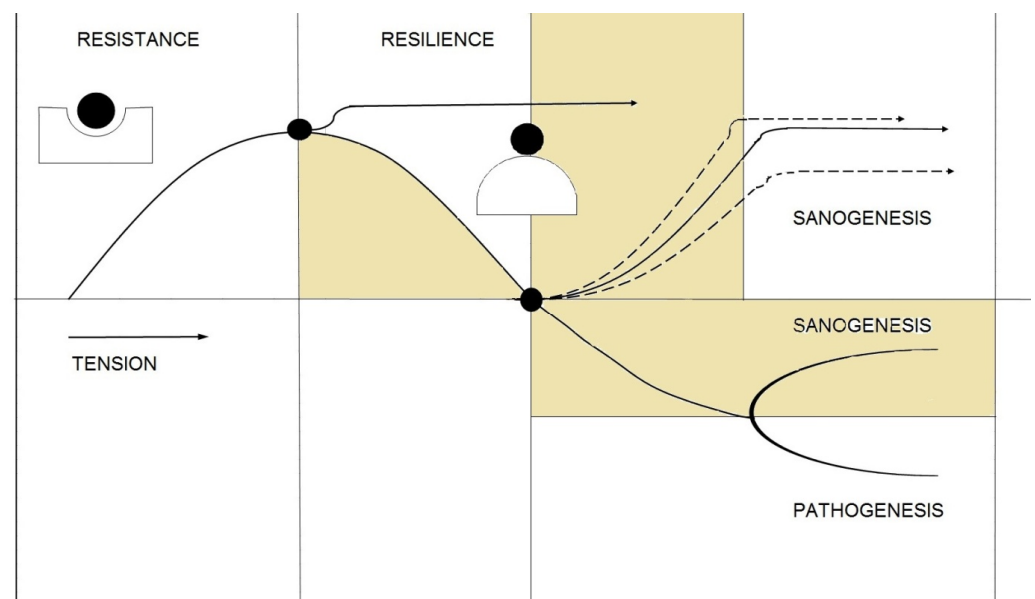 RESISTANCE
RESILIENCE
SANOGENESIS
SANOGENESIS
TENSION
PATHOGENESIS